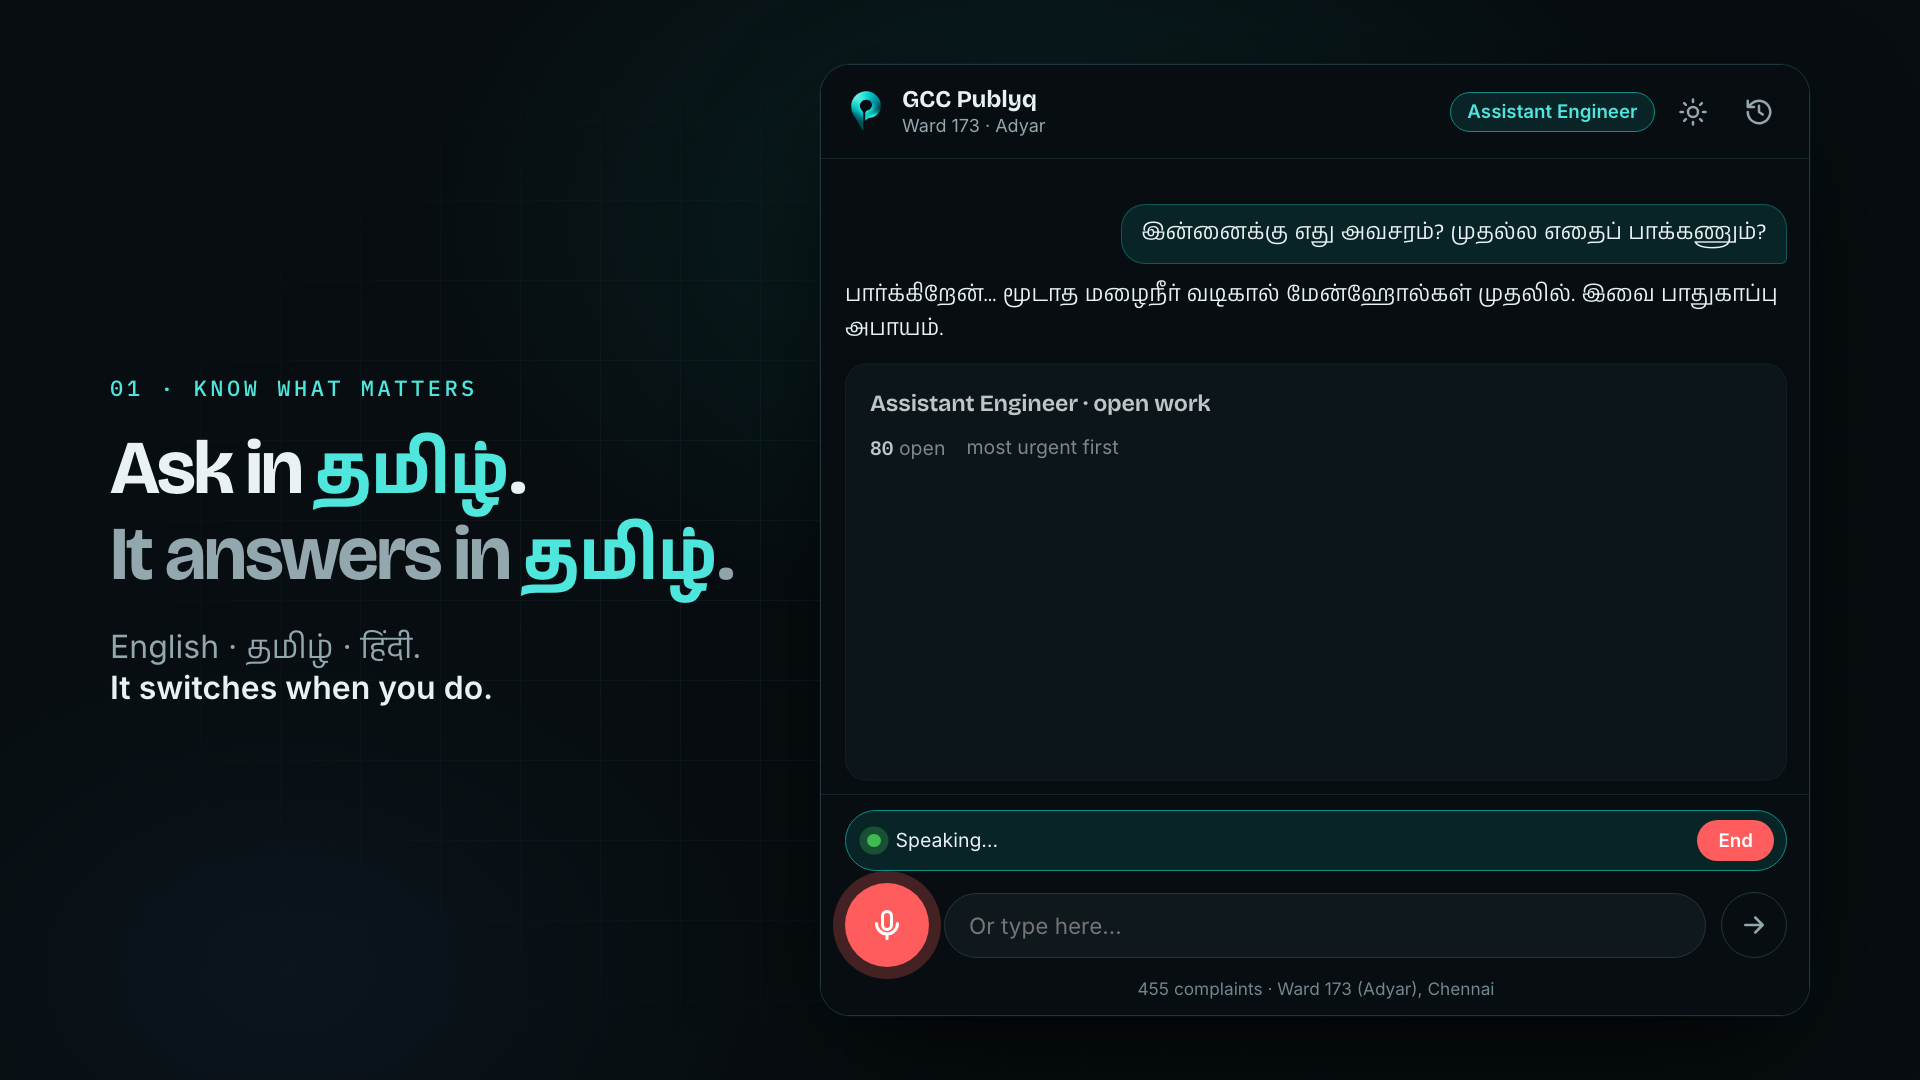 01 · KNOW WHAT MATTERS
Ask in தமிழ்.
It answers in தமிழ்.
English · தமிழ் · हिंदी.
It switches when you do.
GCC Publyq
Ward 173 · Adyar
Assistant Engineer
இன்னைக்கு எது அவசரம்? முதல்ல எதைப் பாக்கணும்?
பார்க்கிறேன்... மூடாத மழைநீர் வடிகால் மேன்ஹோல்கள் முதலில். இவை பாதுகாப்பு
அபாயம்.
Assistant Engineer · open work
80 open most urgent first
Speaking...
End
Or type here...
455 complaints · Ward 173 (Adyar), Chennai